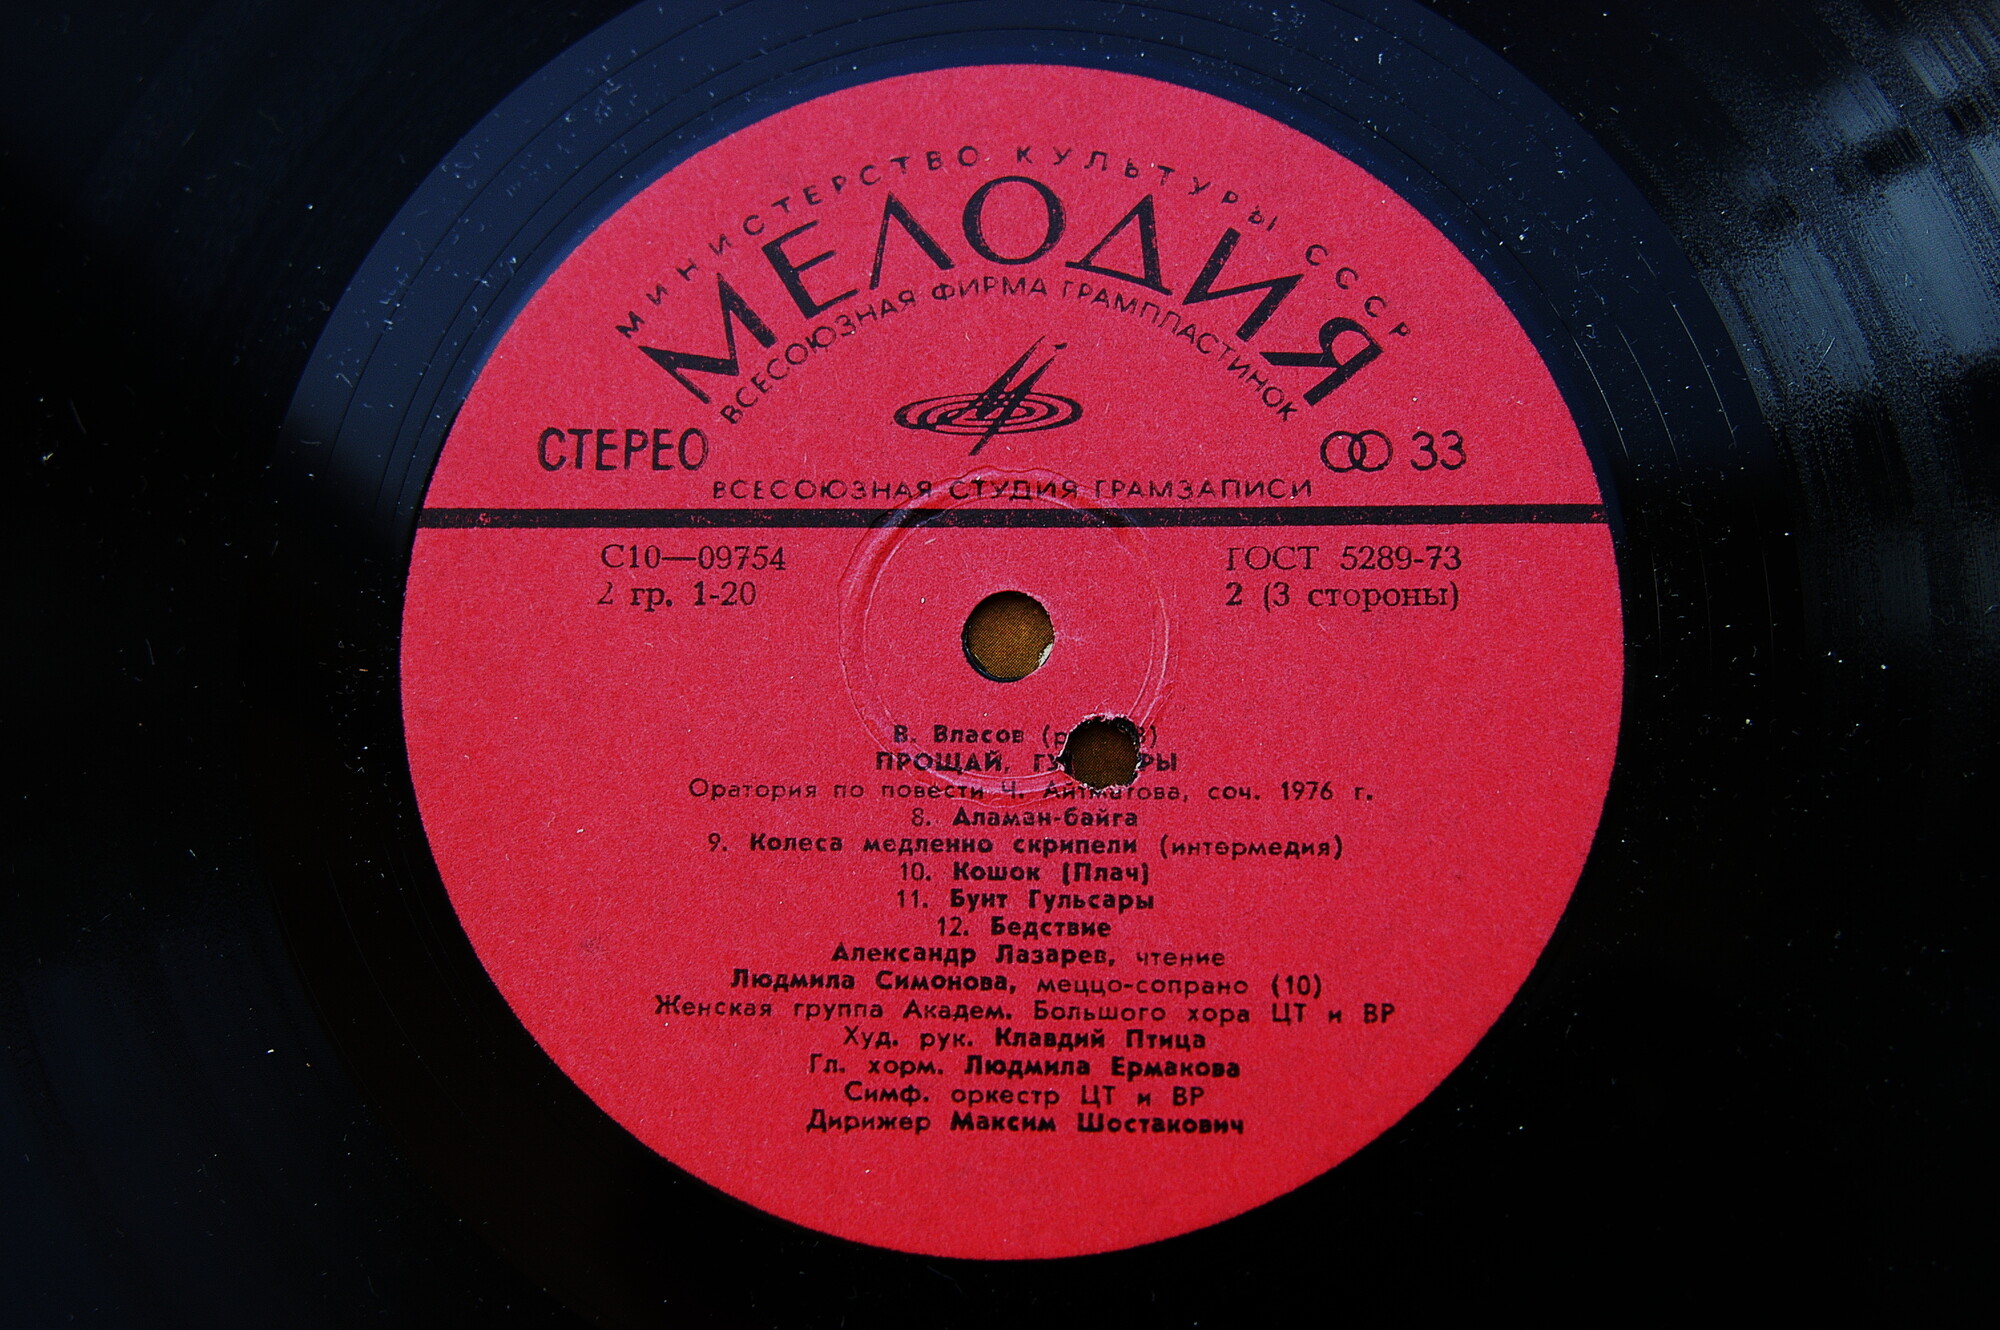 МИНИСТЕРСТВО КУЛЬТУРЫ СССР
МЕЛОДИЯ
ВСЕСОЮЗНАЯ ФИРМА ГРАМПЛАСТИНОК
СТЕРЕО
33
ВСЕСОЮЗНАЯ СТУДИЯ ГРАМЗАПИСИ
С10—09754
ГОСТ 5289-73
2 гр. 1-20
2 (3 стороны)
В. Власов
ПРОЩАЙ,
Оратория по повести Ч. Айтматова, соч. 1976 г.
8. Аламан-байга
9. Колеса медленно скрипели (интермедия)
10. Кошок (Плач)
11. Бунт Гульсары
12. Бедствие
Александр Лазарев, чтение
Людмила Симонова, меццо-сопрано (10)
Женская группа Академ. Большого хора ЦТ и ВР
Худ. рук. Клавдий Птица
Гл. хорм. Людмила Ермакова
Симф. оркестр ЦТ и ВР
Дирижер Максим Шостакович